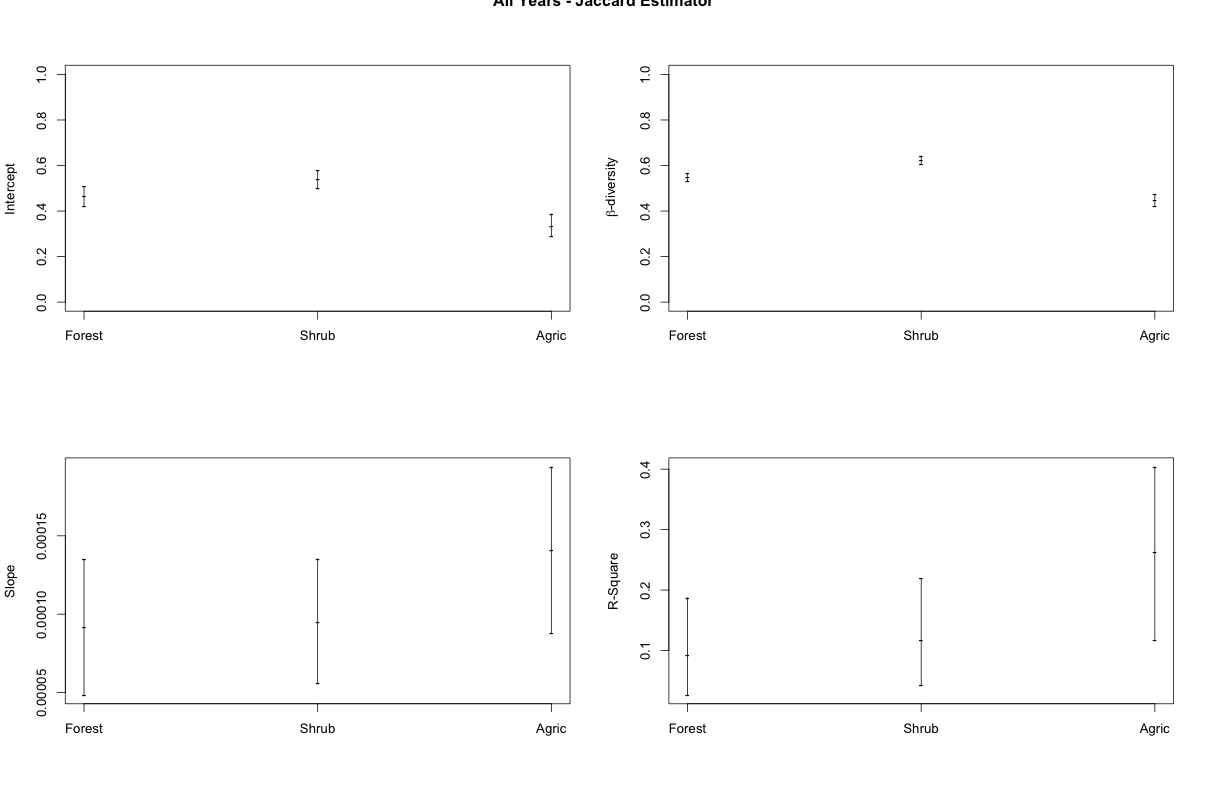 All Years - Jaccard Estimator
Intercept
0.0 0.2 0.4 0.6 0.8 1.0
Forest Shrub Agric
β-diversity
0.0 0.2 0.4 0.6 0.8 1.0
Forest Shrub Agric
Slope
0.00005 0.00010 0.00015
Forest Shrub Agric
R-Square
0.1 0.2 0.3 0.4
Forest Shrub Agric